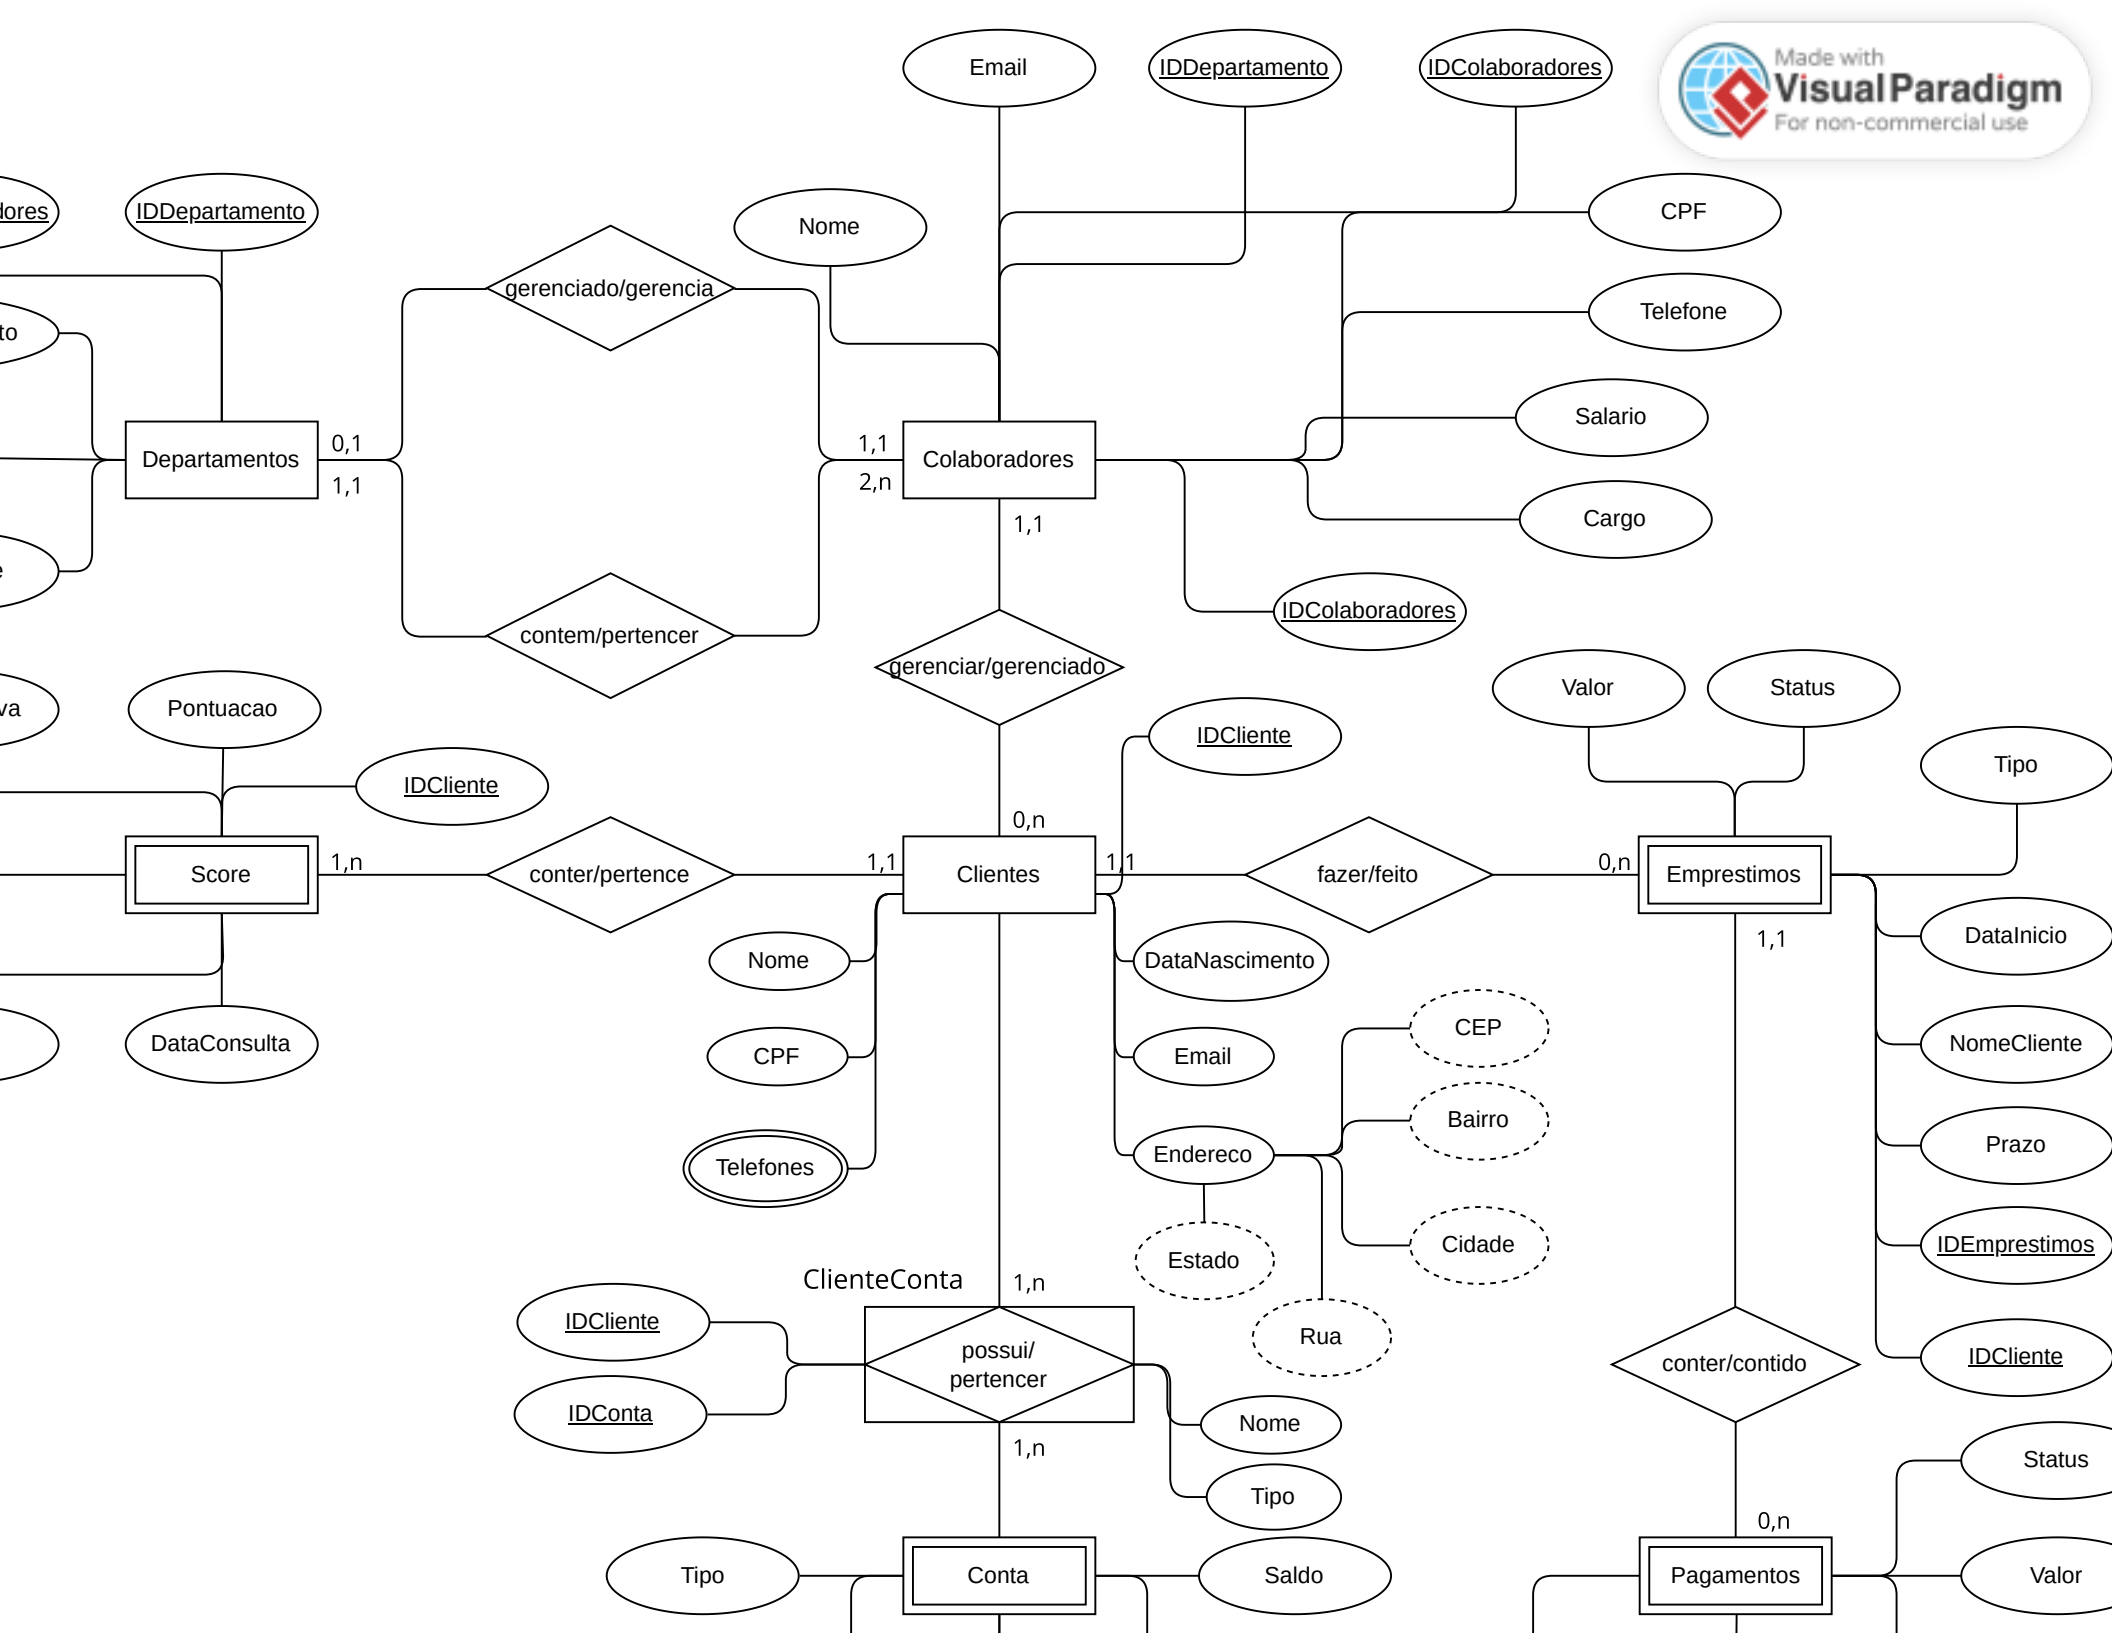 Email
IDDepartamento
IDColaboradores
Made with
Visual Paradigm
For non-commercial use
dores
IDDepartamento
Nome
CPF
gerenciado/gerencia
Telefone
to
Salario
Departamentos
0,1
1,1
1,1
2,n
Colaboradores
1,1
Cargo
e
IDColaboradores
contem/pertencer
gerenciar/gerenciado
Valor
Status
va
Pontuacao
IDCliente
Tipo
IDCliente
0,n
Score
1,n
conter/pertence
1,1
Clientes
1,1
fazer/feito
0,n
Emprestimos
1,1
DataInicio
Nome
DataNascimento
CEP
NomeCliente
DataConsulta
CPF
Email
Bairro
Prazo
Telefones
Endereco
Cidade
IDEmprestimos
Estado
ClienteConta
1,n
IDCliente
Rua
possui/
pertencer
conter/contido
IDCliente
IDConta
Nome
1,n
Status
Tipo
0,n
Tipo
Conta
Saldo
Pagamentos
Valor